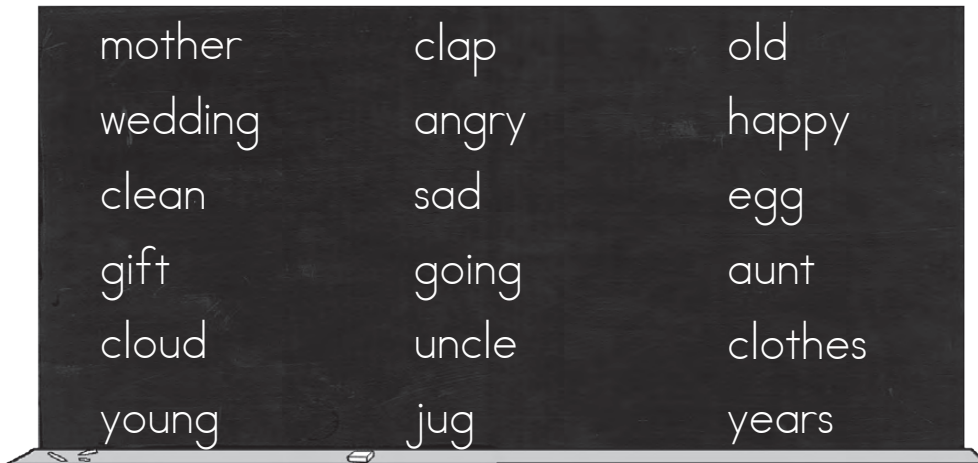 mother clap old
wedding angry happy
clean sad egg
gift going aunt
cloud uncle clothes
young jug years